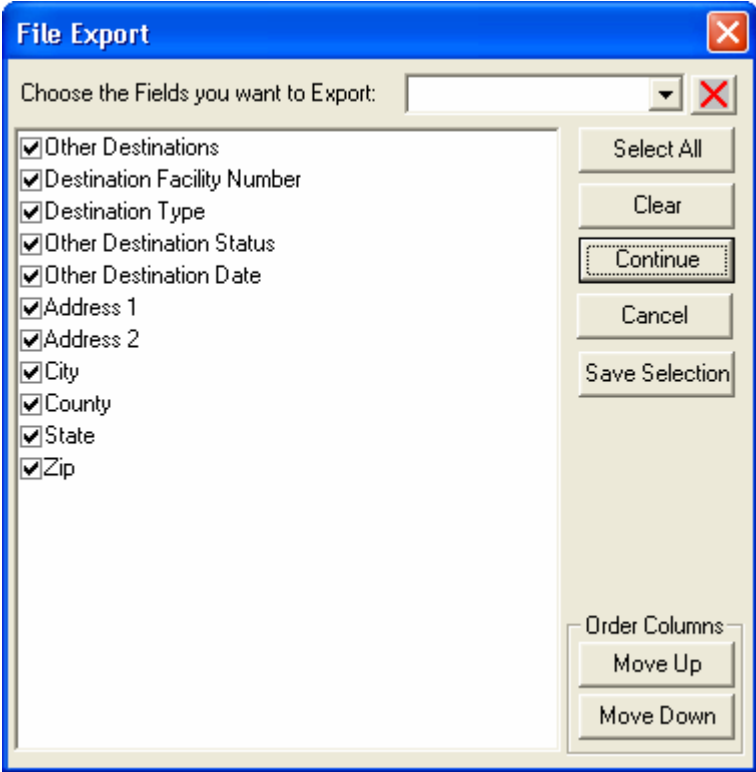 File Export
Choose the Fields you want to Export:
Other Destinations
Destination Facility Number
Destination Type
Other Destination Status
Other Destination Date
Address 1
Address 2
City
County
State
Zip
Select All
Clear
Continue
Cancel
Save Selection
Order Columns
Move Up
Move Down